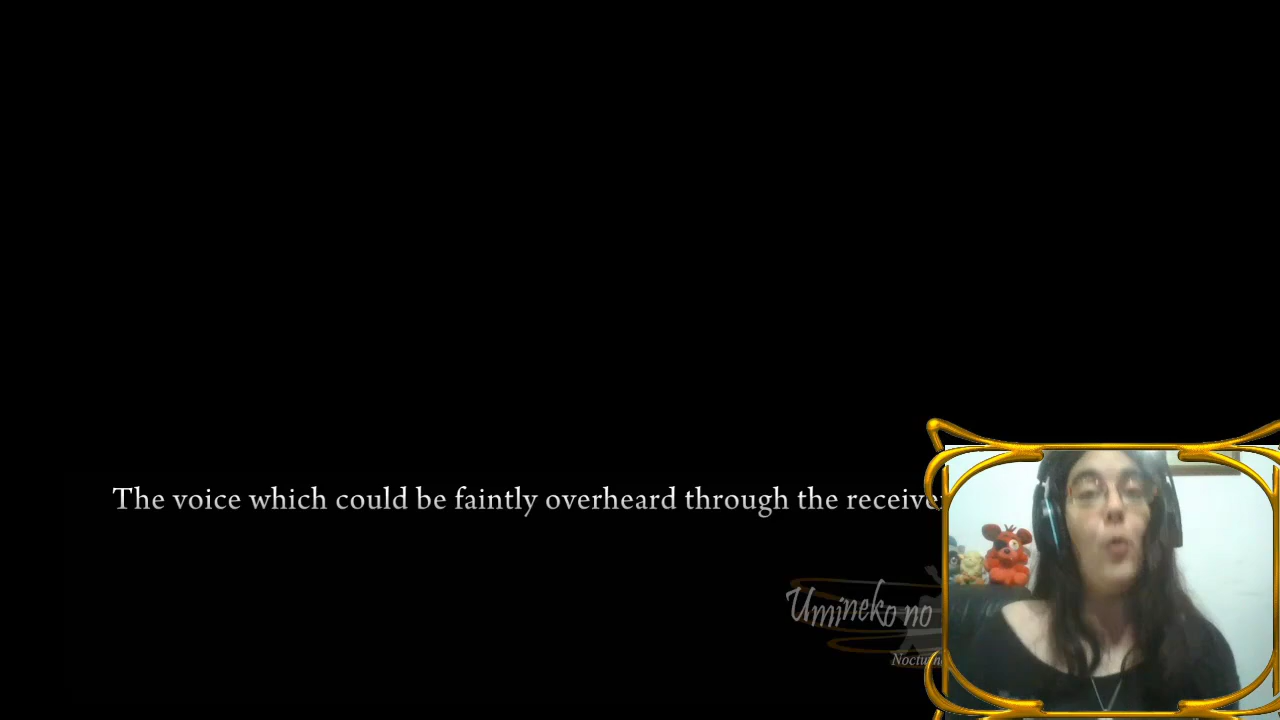 The voice which could be faintly overheard through the receive
Umineko no